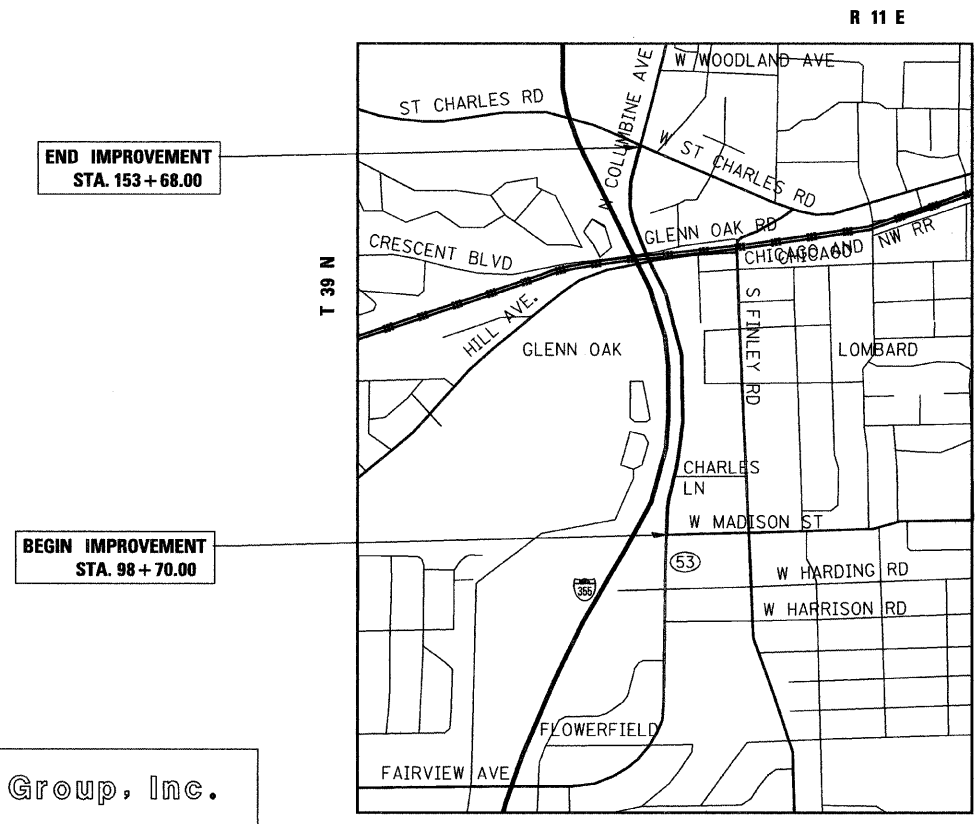 R 11 E
W WOODLAND AVE
N COLUMBINE AVE
ST CHARLES RD
W ST CHARLES RD
END IMPROVEMENT
STA. 153+68.00
GLENN OAK RD
CRESCENT BLVD
CHICAGO AND NW RR
CHICAGO
T 39 N
HILL AVE.
S FINLEY RD
GLENN OAK
LOMBARD
CHARLES
LN
W MADISON ST
BEGIN IMPROVEMENT
STA. 98+70.00
53
W HARDING RD
355
W HARRISON RD
FLOWERFIELD
FAIRVIEW AVE
Group, Inc.